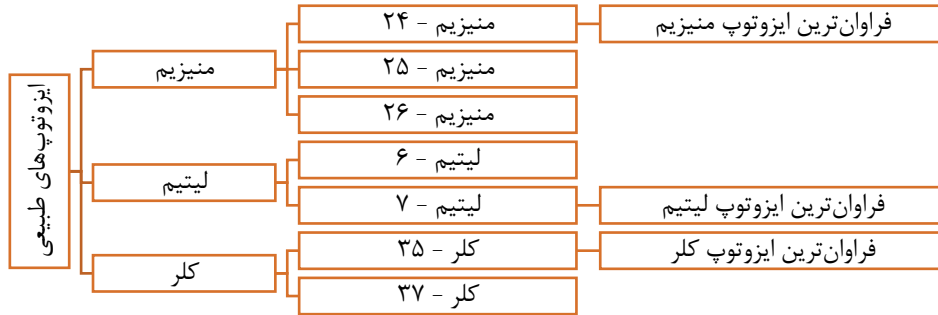 ایزوتوپ‌های طبیعی
منیزیم
منیزیم - ۲۴
فراوان‌ترین ایزوتوپ منیزیم
منیزیم - ۲۵
منیزیم - ۲۶
لیتیم
لیتیم - ۶
لیتیم - ۷
فراوان‌ترین ایزوتوپ لیتیم
کلر
کلر - ۳۵
فراوان‌ترین ایزوتوپ کلر
کلر - ۳۷